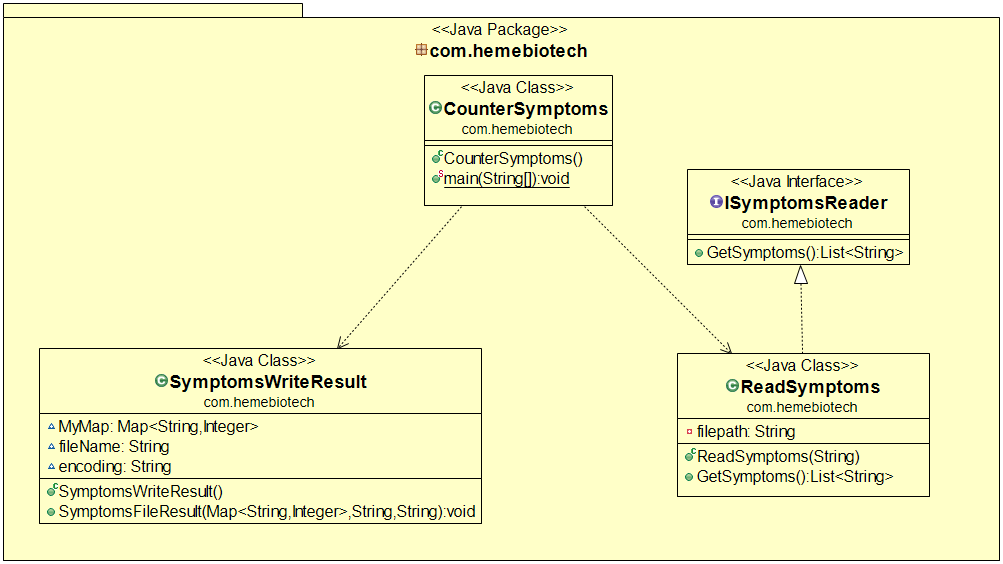 <<Java Package>>
com.hemebiotech
<<Java Class>>
CounterSymptoms
com.hemebiotech
CounterSymptoms()
main(String[]):void
<<Java Interface>>
ISymptomsReader
com.hemebiotech
GetSymptoms():List<String>
<<Java Class>>
SymptomsWriteResult
com.hemebiotech
MyMap: Map<String,Integer>
fileName: String
encoding: String
SymptomsWriteResult()
SymptomsFileResult(Map<String,Integer>,String,String):void
<<Java Class>>
ReadSymptoms
com.hemebiotech
filepath: String
ReadSymptoms(String)
GetSymptoms():List<String>